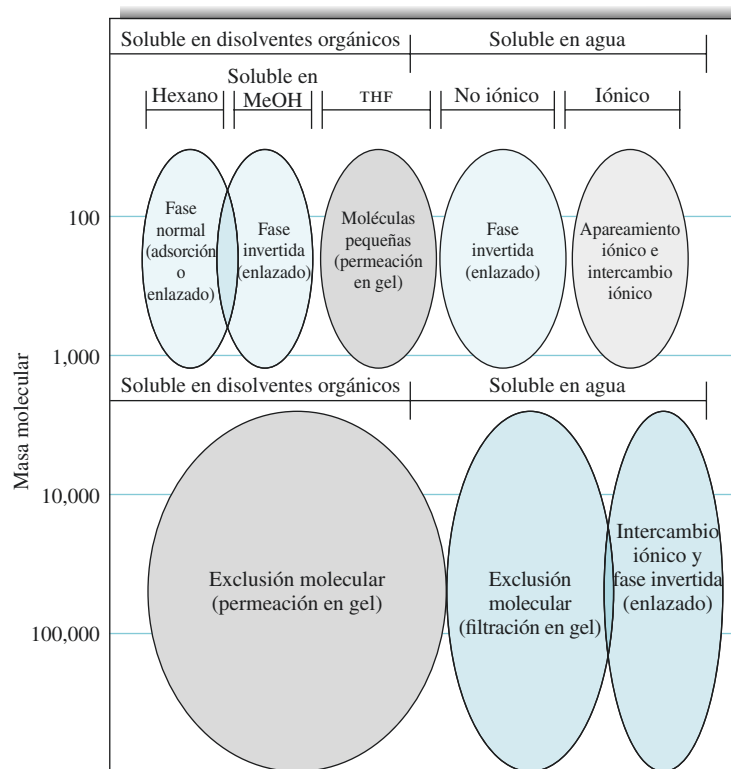 Soluble en disolventes orgánicos
Soluble en agua
Hexano
Soluble en
MeOH
THF
No iónico
Iónico
100
Fase
normal
(adsorción
o
enlazado)
Fase
invertida
(enlazado)
Moléculas
pequeñas
(permeación
en gel)
Fase
invertida
(enlazado)
Apareamiento
iónico e
intercambio
iónico
1,000
Soluble en disolventes orgánicos
Soluble en agua
Masa molecular
10,000
Exclusión molecular
(permeación en gel)
Exclusión
molecular
(filtración en gel)
Intercambio
iónico y
fase invertida
(enlazado)
100,000